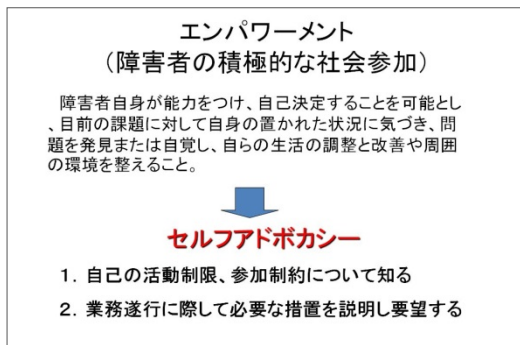 エンパワーメント
（障害者の積極的な社会参加）
障害者自身が能力をつけ、自己決定することを可能とし
、目前の課題に対して自身の置かれた状況に気づき、問
題を発見または自覚し、自らの生活の調整と改善や周囲
の環境を整えること。
セルフアドボカシー
1．自己の活動制限、参加制約について知る
2．業務遂行に際して必要な措置を説明し要望する